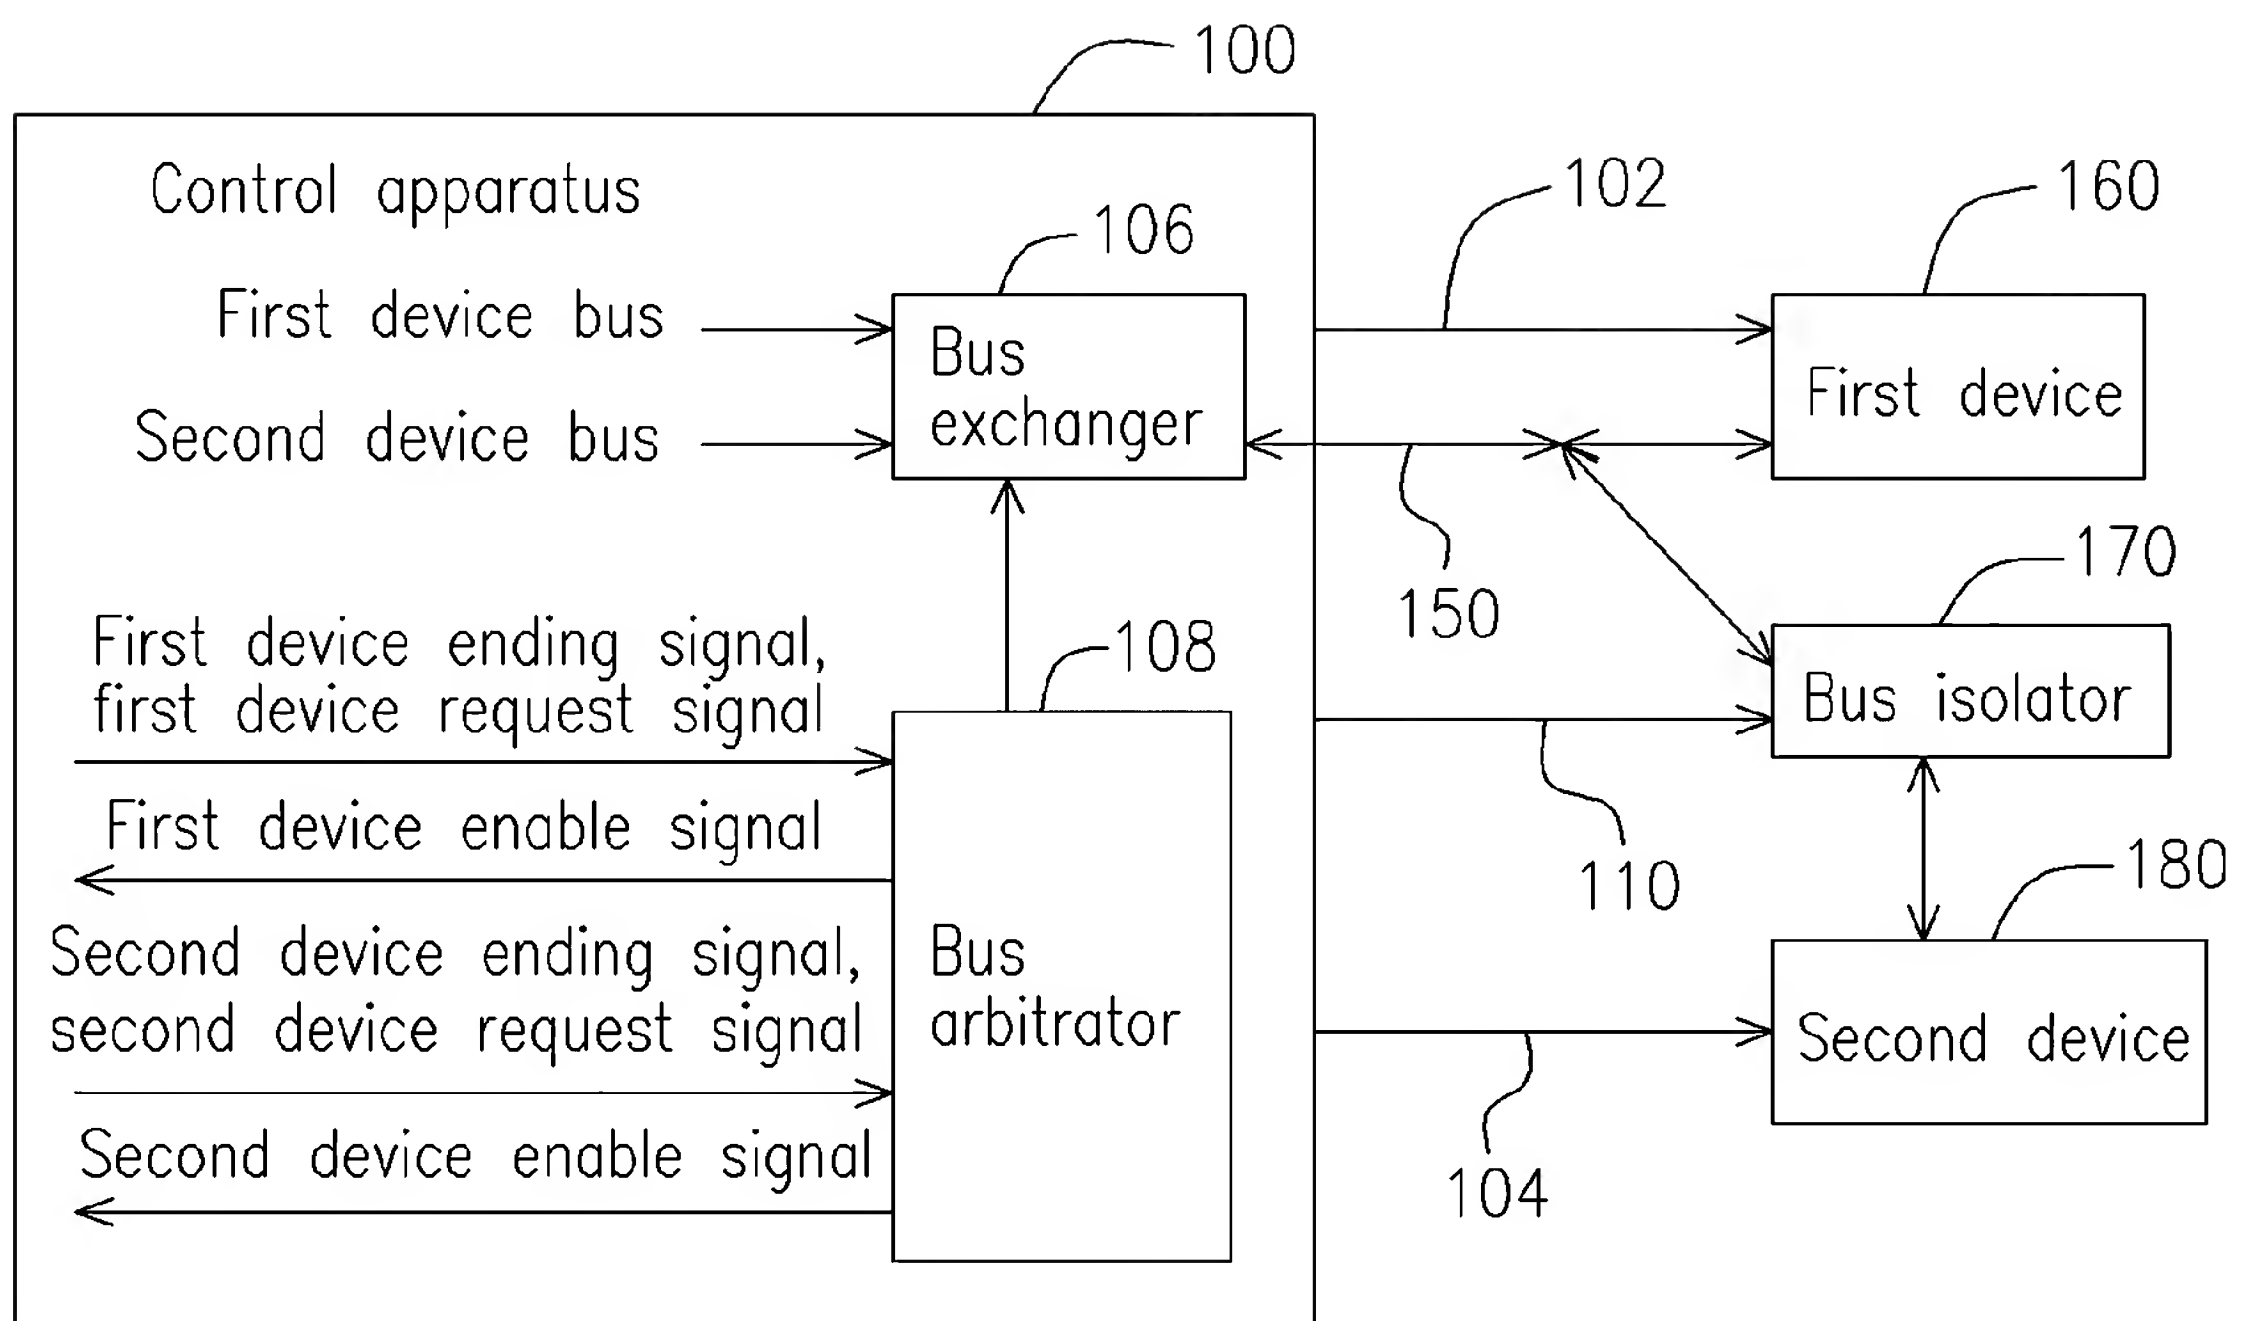 100
Control apparatus
102
160
106
First device bus
Bus
exchanger
First device
Second device bus
170
150
First device ending signal,
first device request signal
108
Bus isolator
First device enable signal
110
180
Second device ending signal,
second device request signal
Bus
arbitrator
Second device
Second device enable signal
104